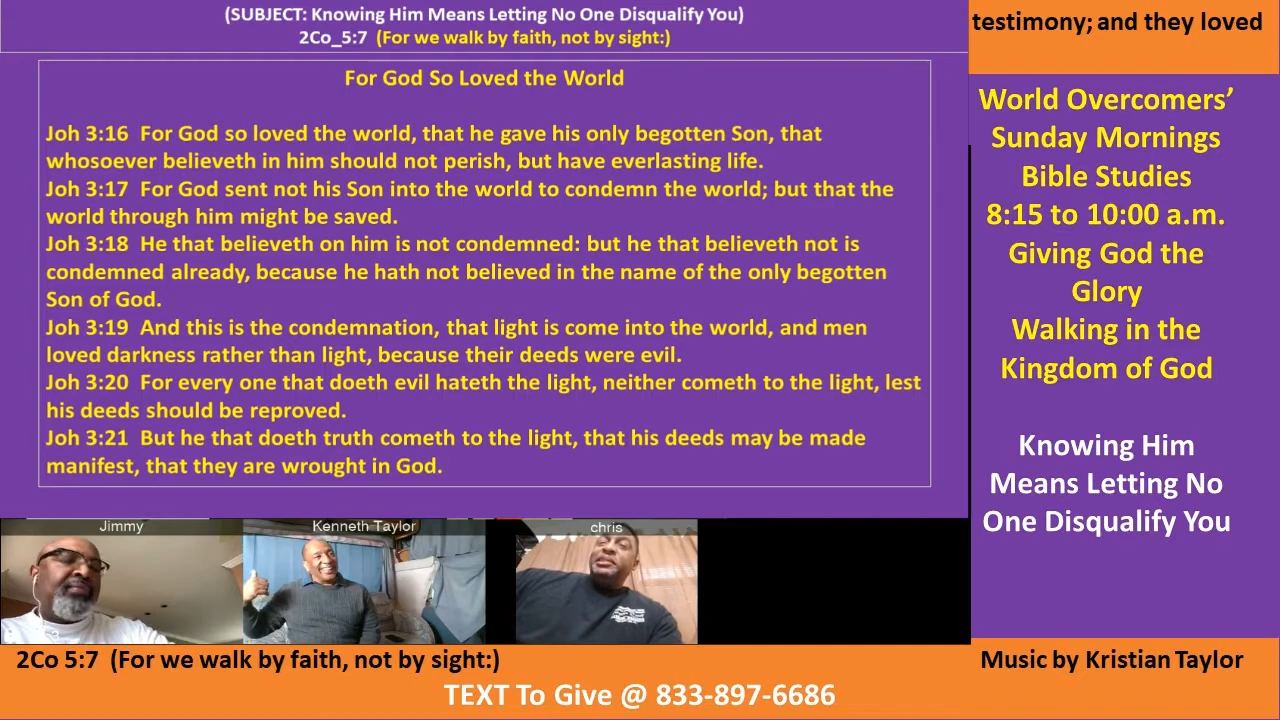 (SUBJECT: Knowing Him Means Letting No One Disqualify You)
2Co_5:7 (For we walk by faith, not by sight:)
For God So Loved the World
Joh 3:16 For God so loved the world, that he gave his only begotten Son, that
whosoever believeth in him should not perish, but have everlasting life.
Joh 3:17 For God sent not his Son into the world to condemn the world; but that the
world through him might be saved.
Joh 3:18 He that believeth on him is not condemned: but he that believeth not is
condemned already, because he hath not believed in the name of the only begotten
Son of God.
Joh 3:19 And this is the condemnation, that light is come into the world, and men
loved darkness rather than light, because their deeds were evil.
Joh 3:20 For every one that doeth evil hateth the light, neither cometh to the light, lest
his deeds should be reproved.
Joh 3:21 But he that doeth truth cometh to the light, that his deeds may be made
manifest, that they are wrought in God.
testimony; and they loved
World Overcomers’
Sunday Mornings
Bible Studies
8:15 to 10:00 a.m.
Giving God the
Glory
Walking in the
Kingdom of God
Knowing Him
Means Letting No
One Disqualify You
Jimmy
Kenneth Taylor
chris
2Co 5:7 (For we walk by faith, not by sight:)
Music by Kristian Taylor
TEXT To Give @ 833-897-6686